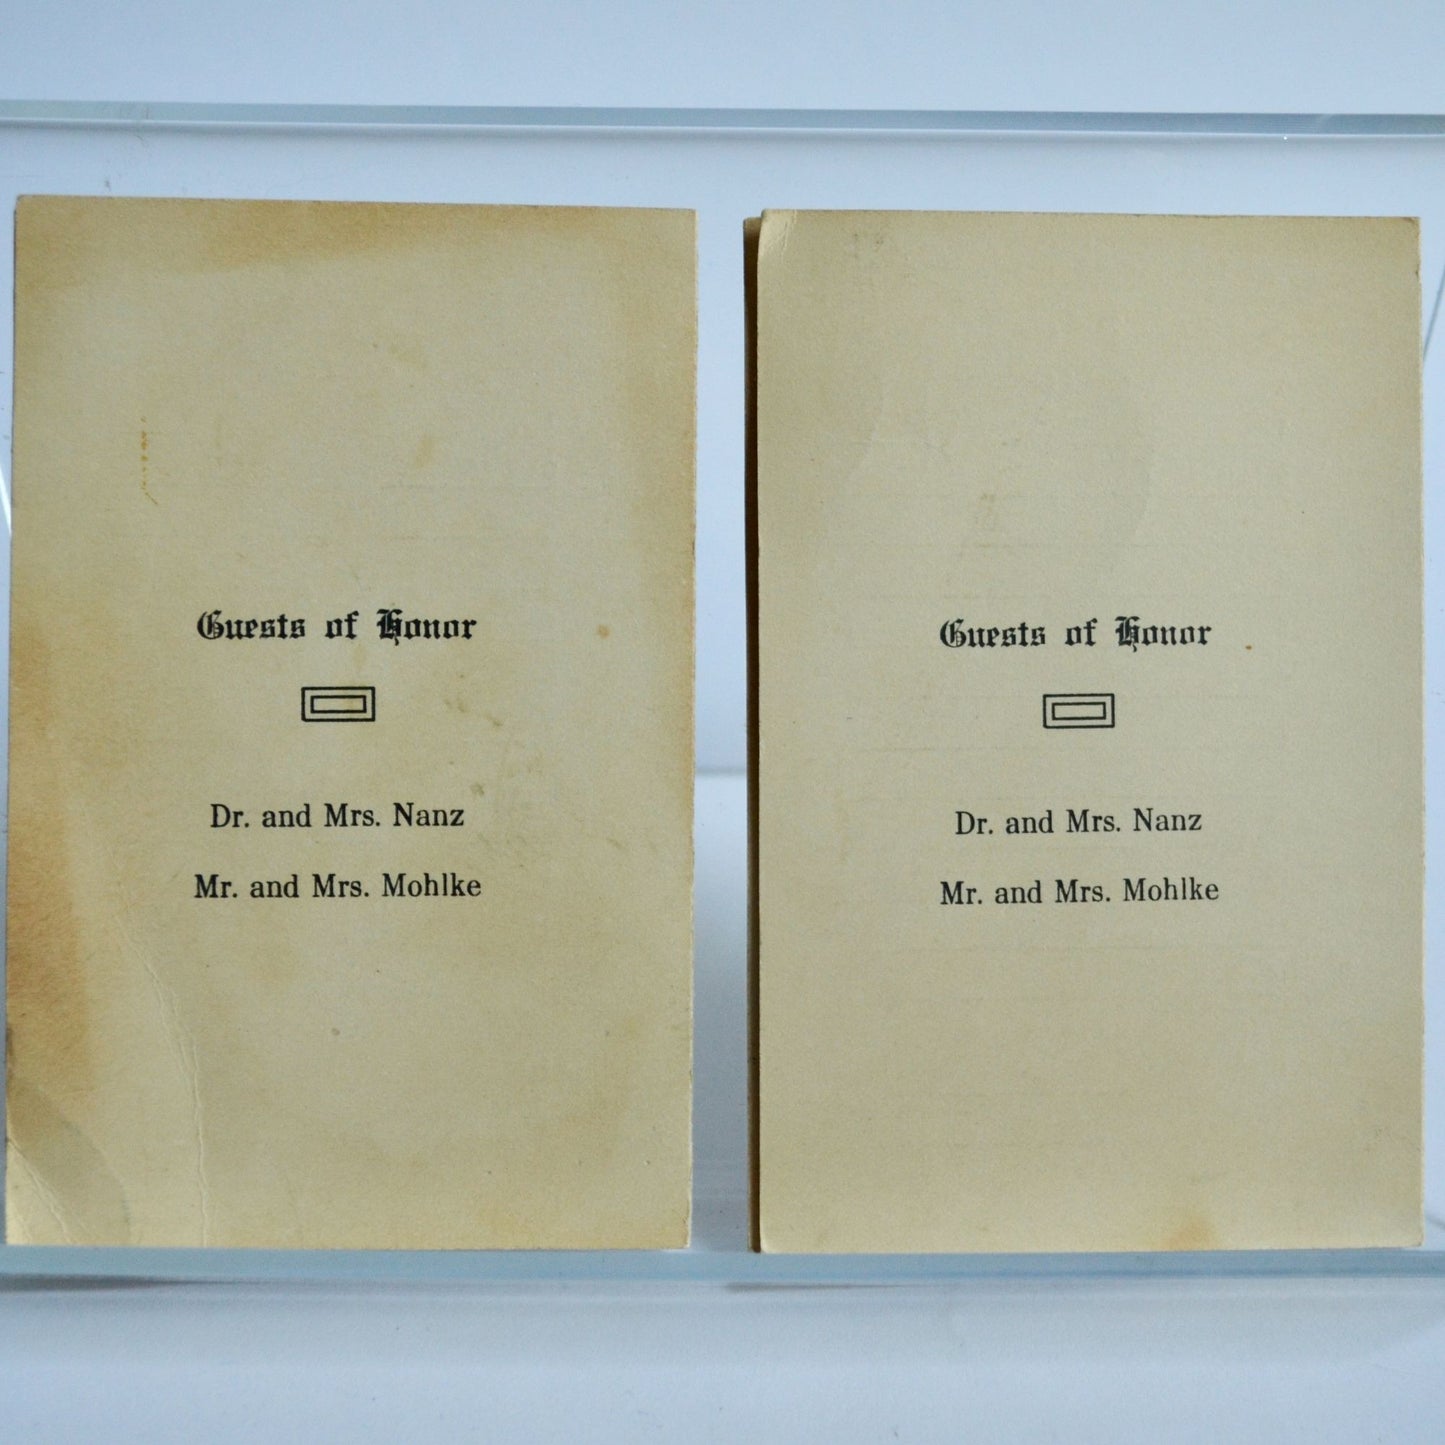 Guests of Honor
Dr. and Mrs. Nanz
Mr. and Mrs. Mohlke
Guests of Honor
Dr. and Mrs. Nanz
Mr. and Mrs. Mohlke